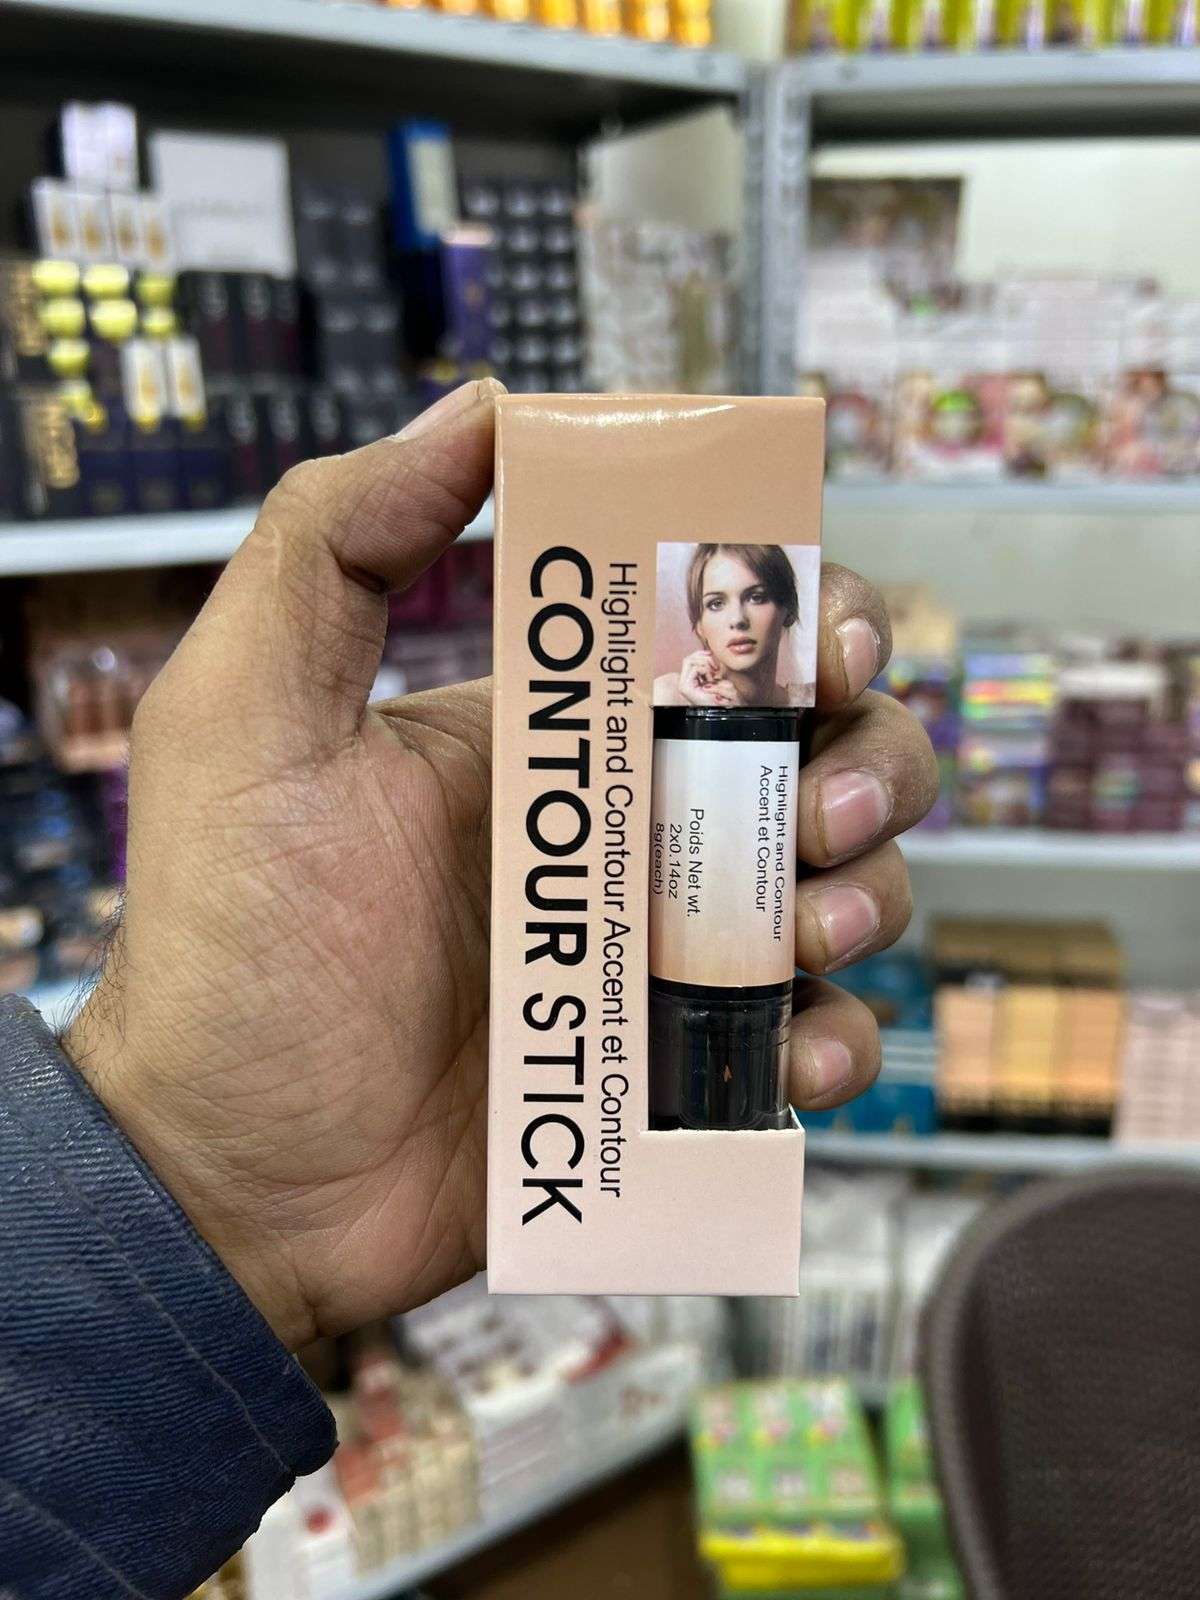 Highlight and Contour Accent et Contour
CONTOUR STICK
Highlight and Contour
Accent et Contour
Poids Net wt.
2x0.14oz
8g(each)